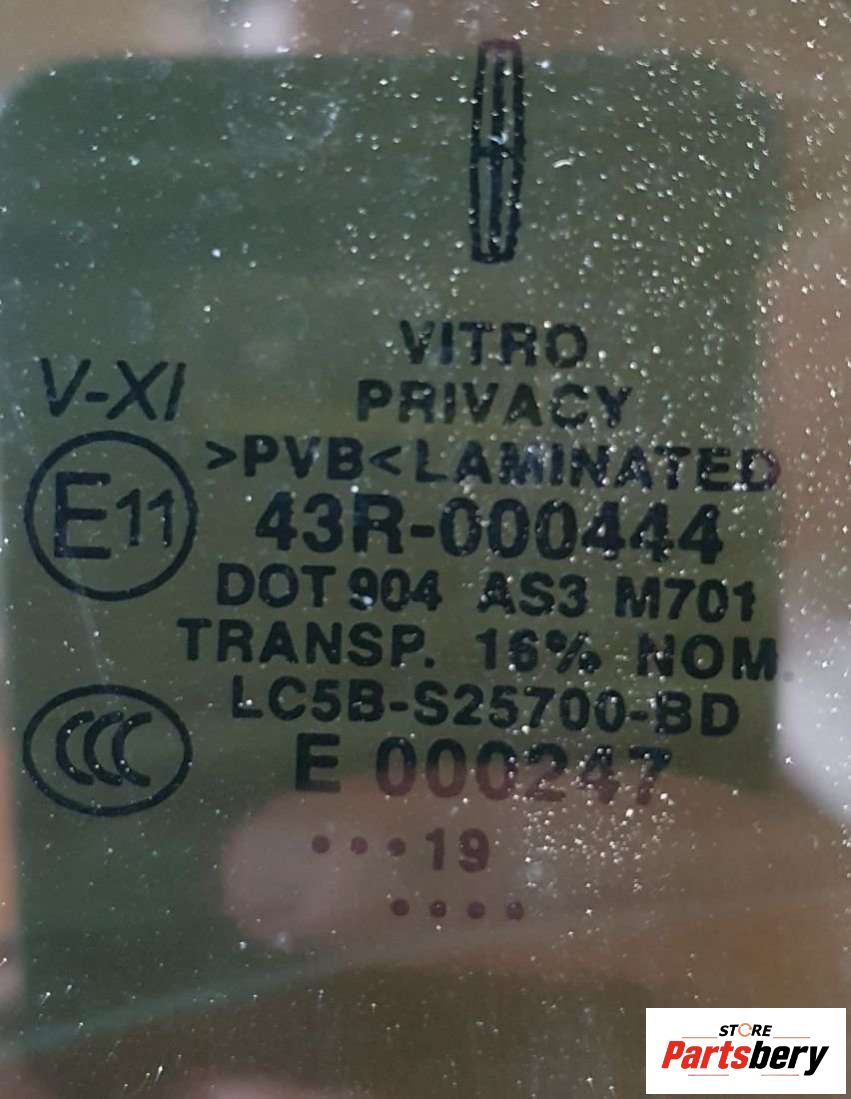 VITRO
V-XI
PRIVACY
>PVB< LAMINATED
E11
43R-000444
DOT 904 AS3 M701
TRANSP. 16% NOM.
LC5B-S25700-BD
CCC
E 000247
•••19
••••
STORE
Partsbery